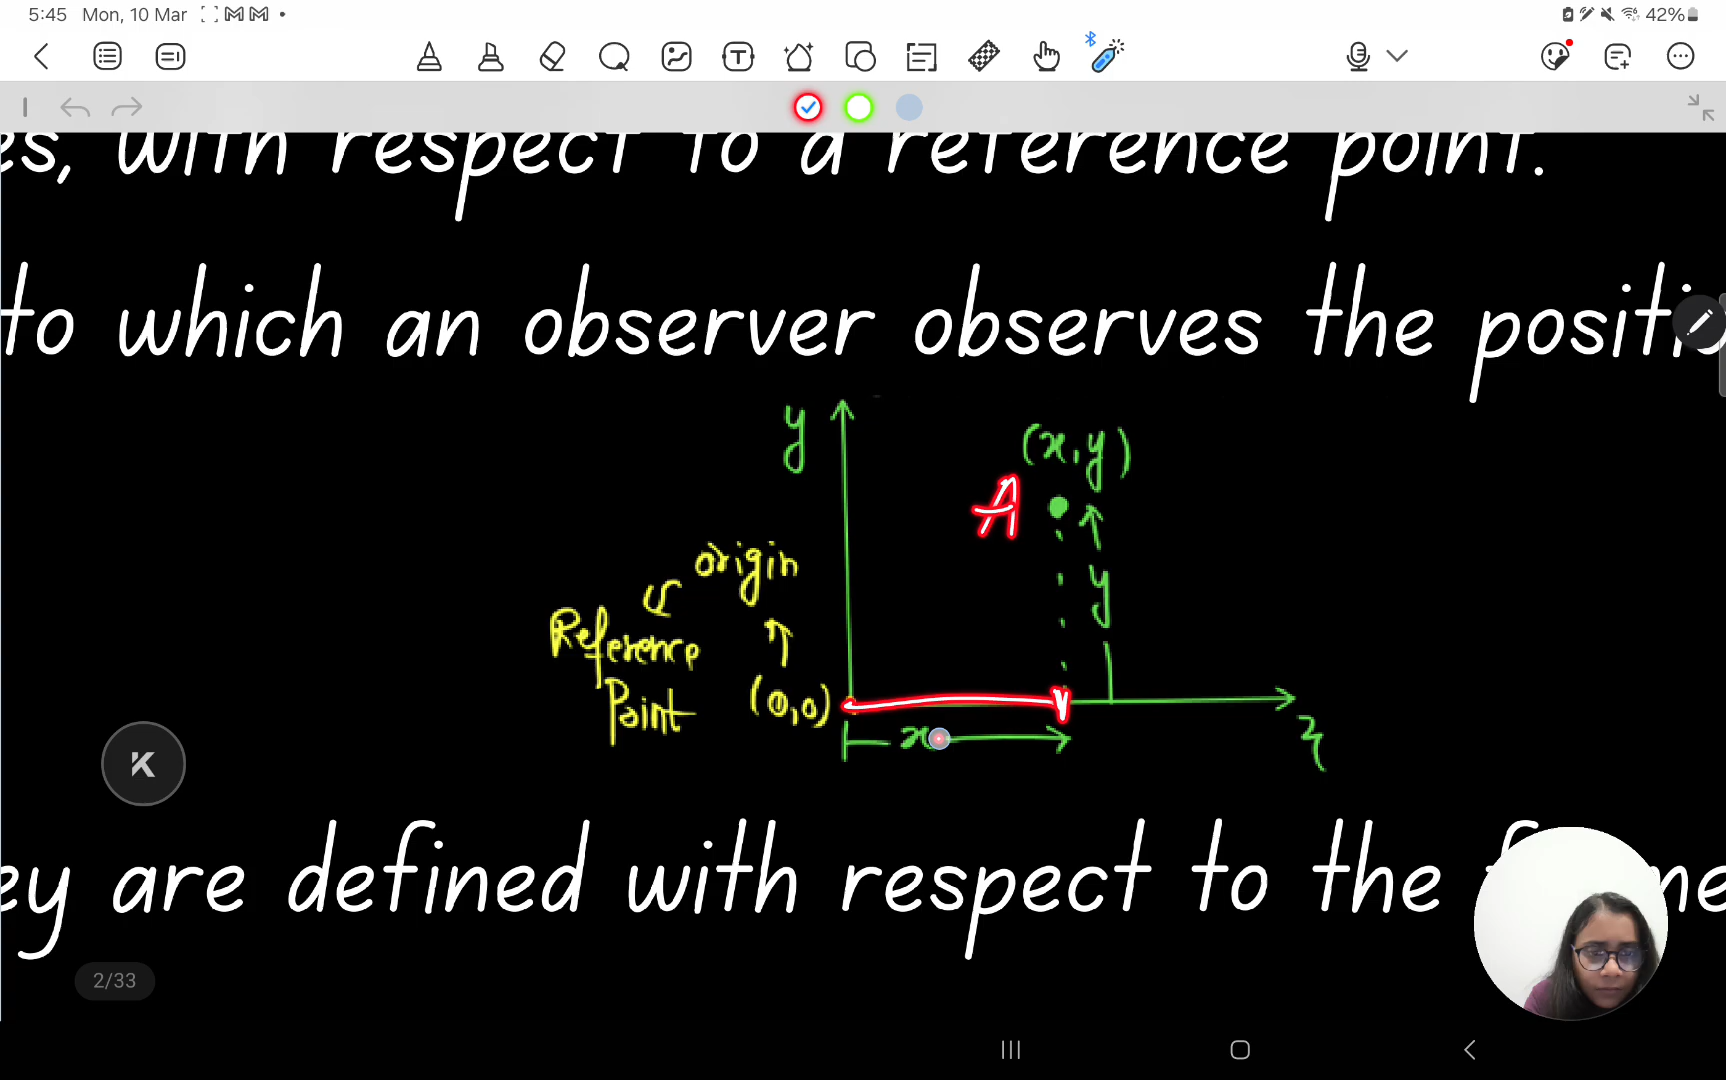 5:45 Mon, 10 Mar
42%
es, with respect to a reference point.
to which an observer observes the positi
y
(x,y)
A
origin
y
Reference
Point (0,0)
x
x
K
ey are defined with respect to the
me
2/33